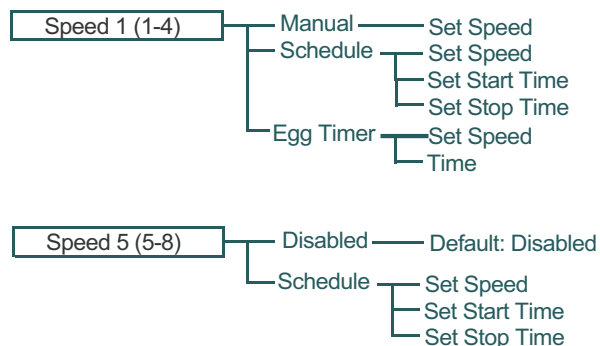 Speed 1 (1-4) Manual Set Speed
Schedule Set Speed
Set Start Time
Set Stop Time
Egg Timer Set Speed
Time
Speed 5 (5-8) Disabled Default: Disabled
Schedule Set Speed
Set Start Time
Set Stop Time